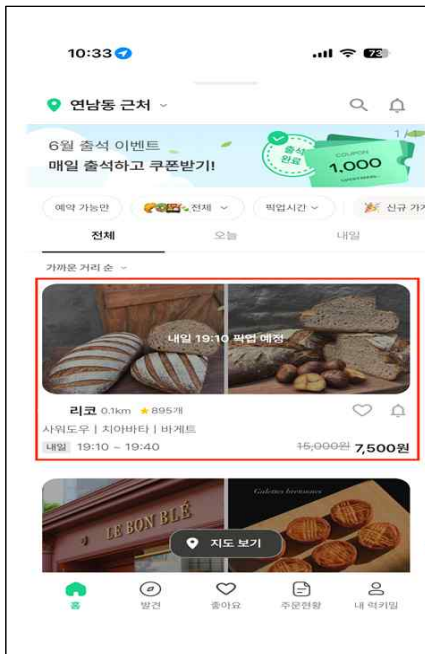 10:33
73
연남동 근처
1/
6월 출석 이벤트
매일 출석하고 쿠폰받기!
출석 완료
COUPON
1,000
예약 가능만
전체
픽업시간
신규 가
전체
오늘
내일
가까운 거리 순
내일 19:10 픽업 예정
리코 0.1km ★895개
사워도우 | 치아바타 | 바게트
내일 19:10 ~ 19:40
15,000원 7,500원
LE BON BLÉ
Galettes bretonnes
지도 보기
홈
발견
좋아요
주문현황
내 럭키밀